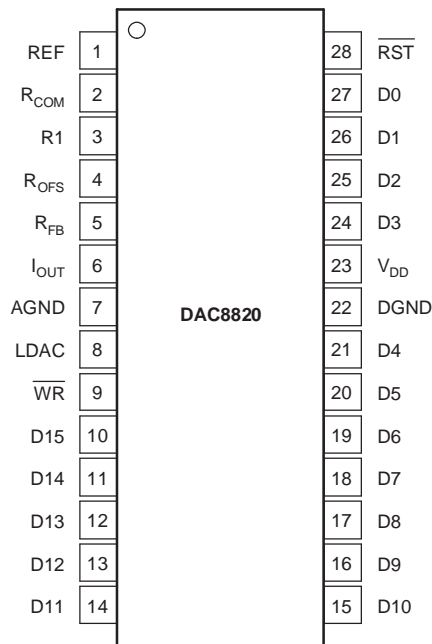 REF 1 28 RST
RCOM 2 27 D0
R1 3 26 D1
ROFS 4 25 D2
RFB 5 24 D3
IOUT 6 23 VDD
AGND 7 DAC8820 22 DGND
LDAC 8 21 D4
WR 9 20 D5
D15 10 19 D6
D14 11 18 D7
D13 12 17 D8
D12 13 16 D9
D11 14 15 D10